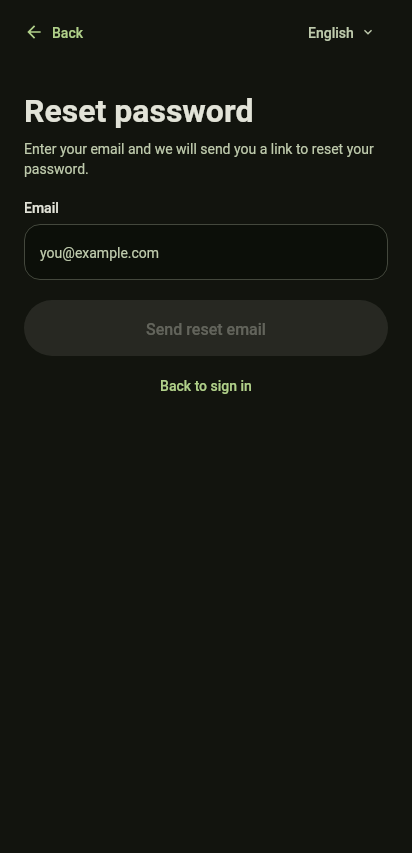 Back
English
Reset password
Enter your email and we will send you a link to reset your
password.
Email
you@example.com
Send reset email
Back to sign in